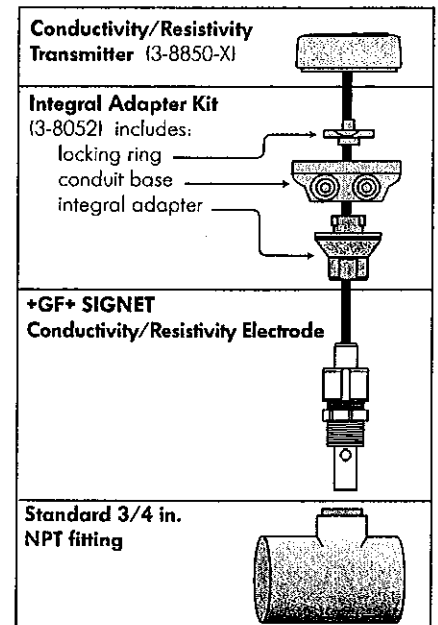 Conductivity/Resistivity
Transmitter (3-8850-X)
Integral Adapter Kit
(3-8052) includes:
locking ring
conduit base
integral adapter
+GF+ SIGNET
Conductivity/Resistivity Electrode
Standard 3/4 in.
NPT fitting